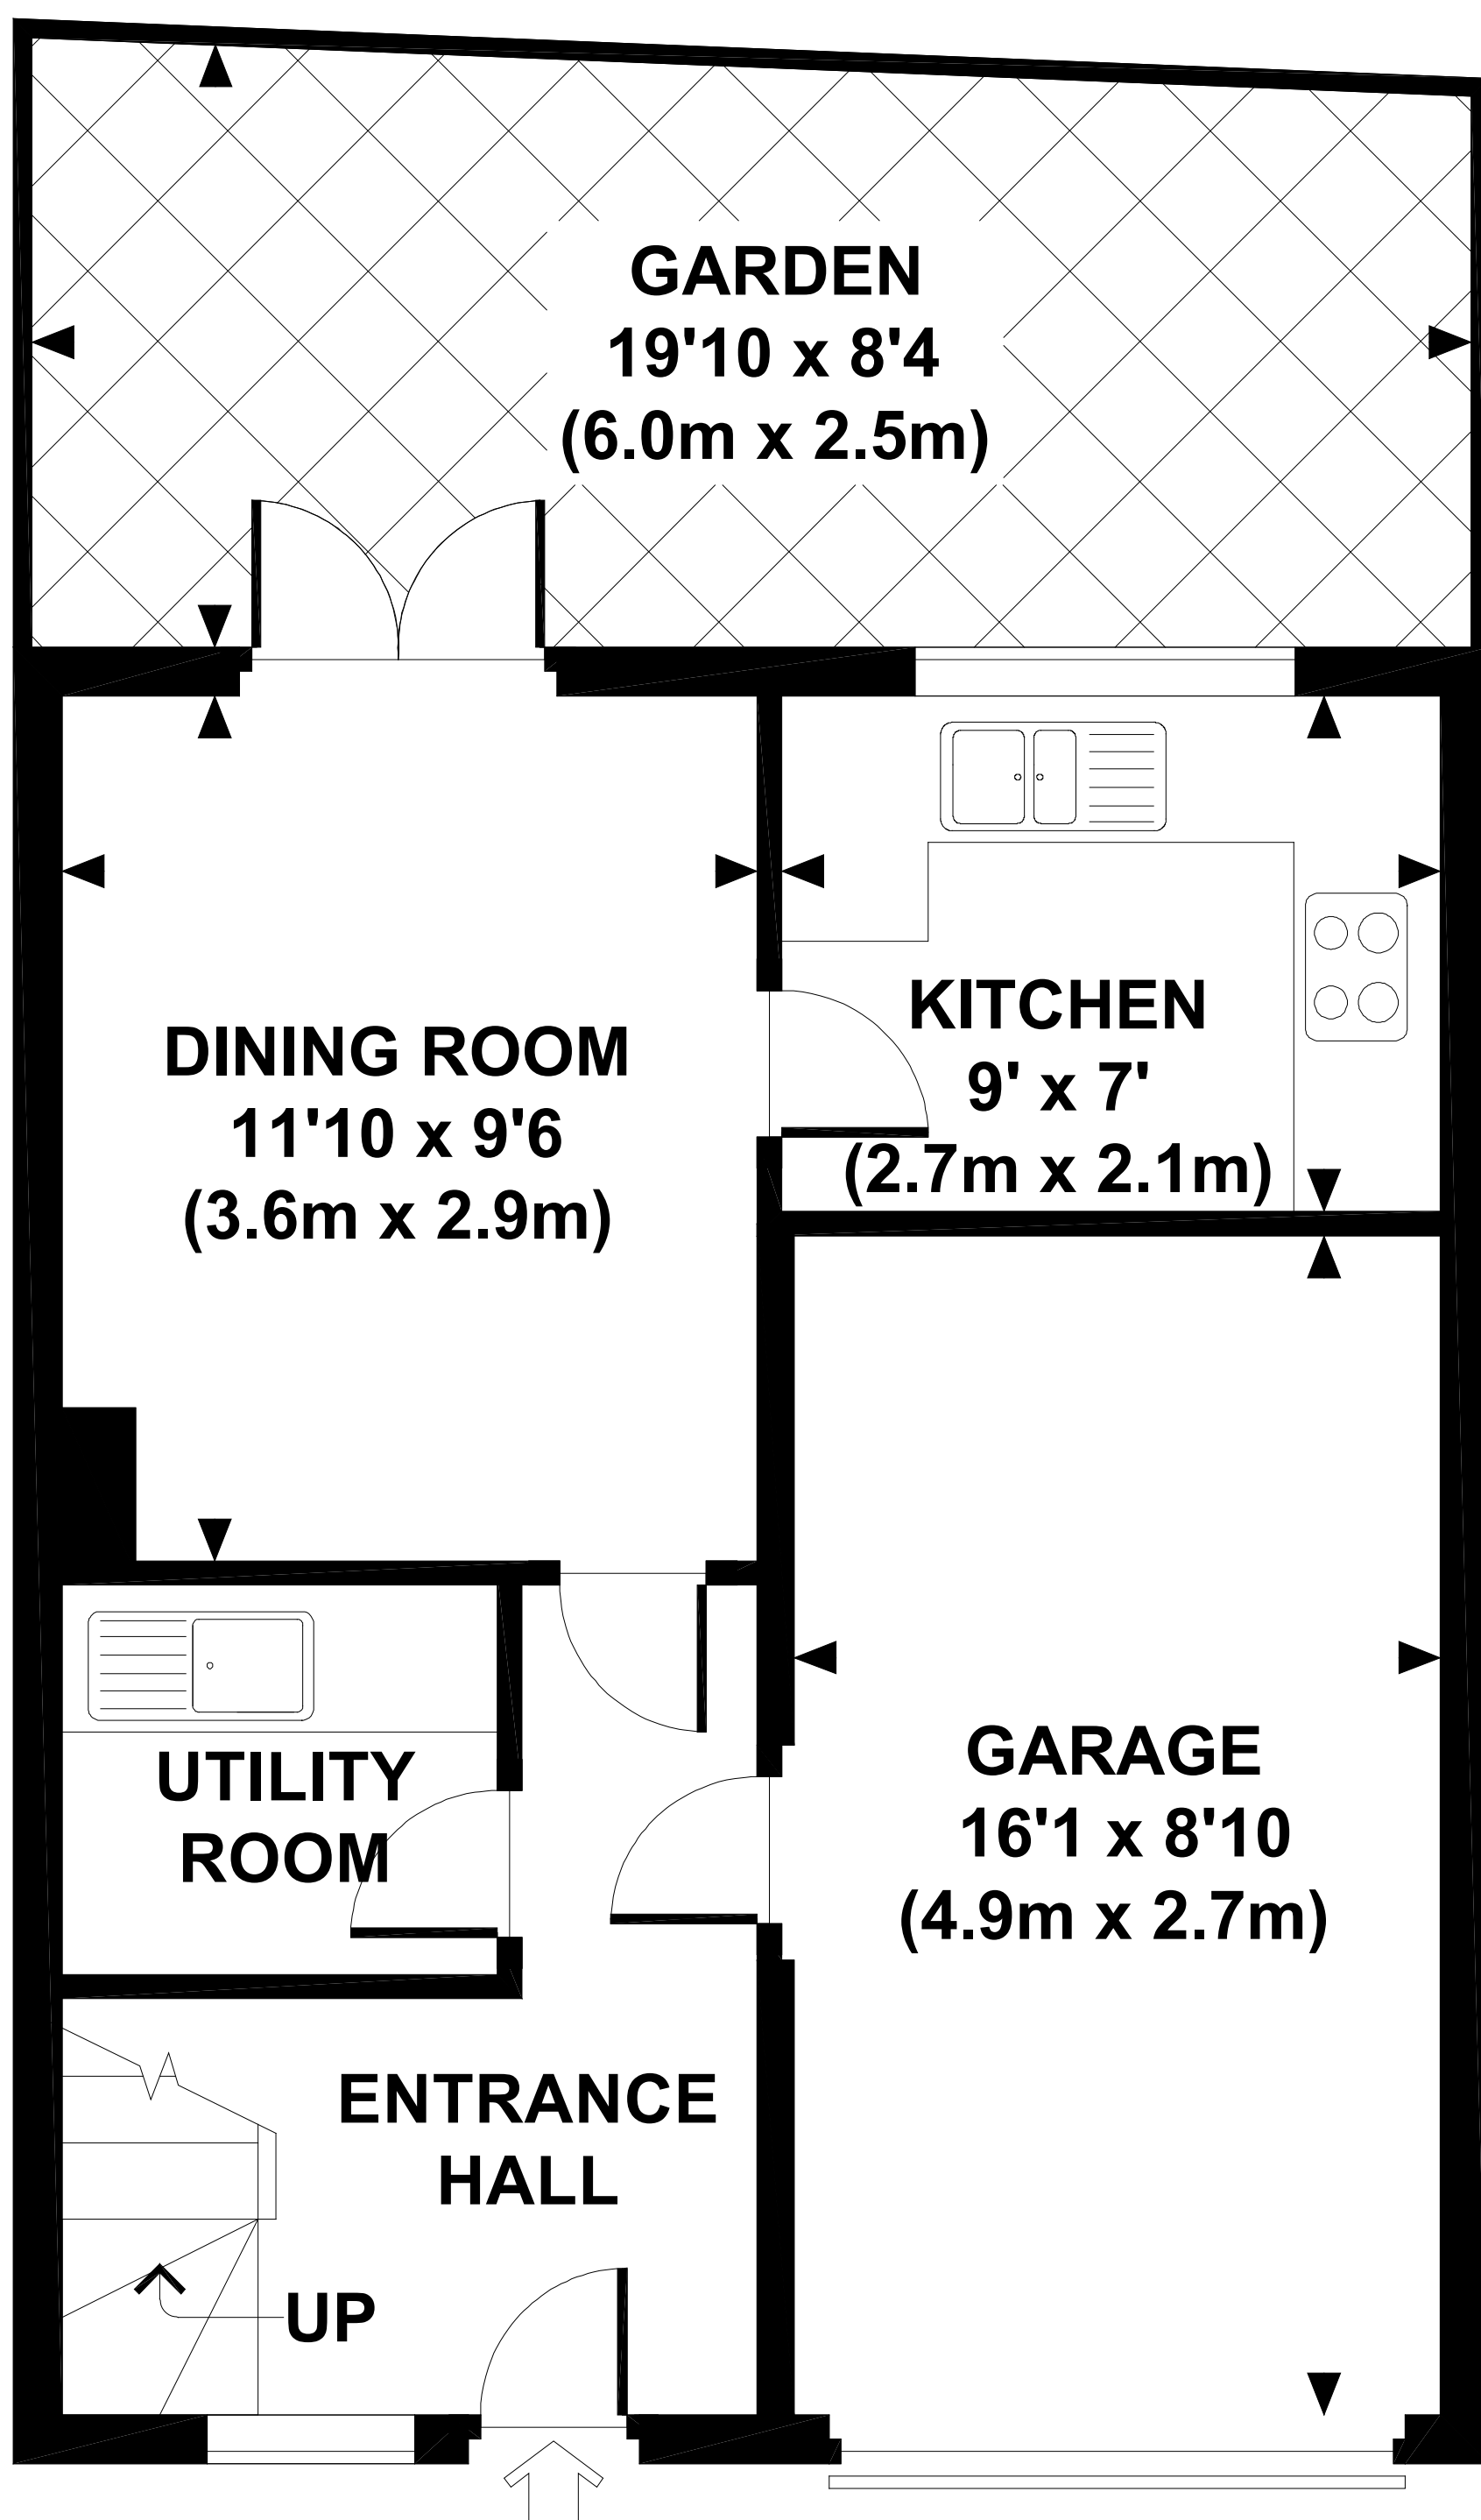 GARDEN
19'10 x 8'4
(6.0m x 2.5m)
KITCHEN
9' x 7'
(2.7m x 2.1m)
DINING ROOM
11'10 x 9'6
(3.6m x 2.9m)
UTILITY
ROOM
GARAGE
16'1 x 8'10
(4.9m x 2.7m)
ENTRANCE
HALL
UP